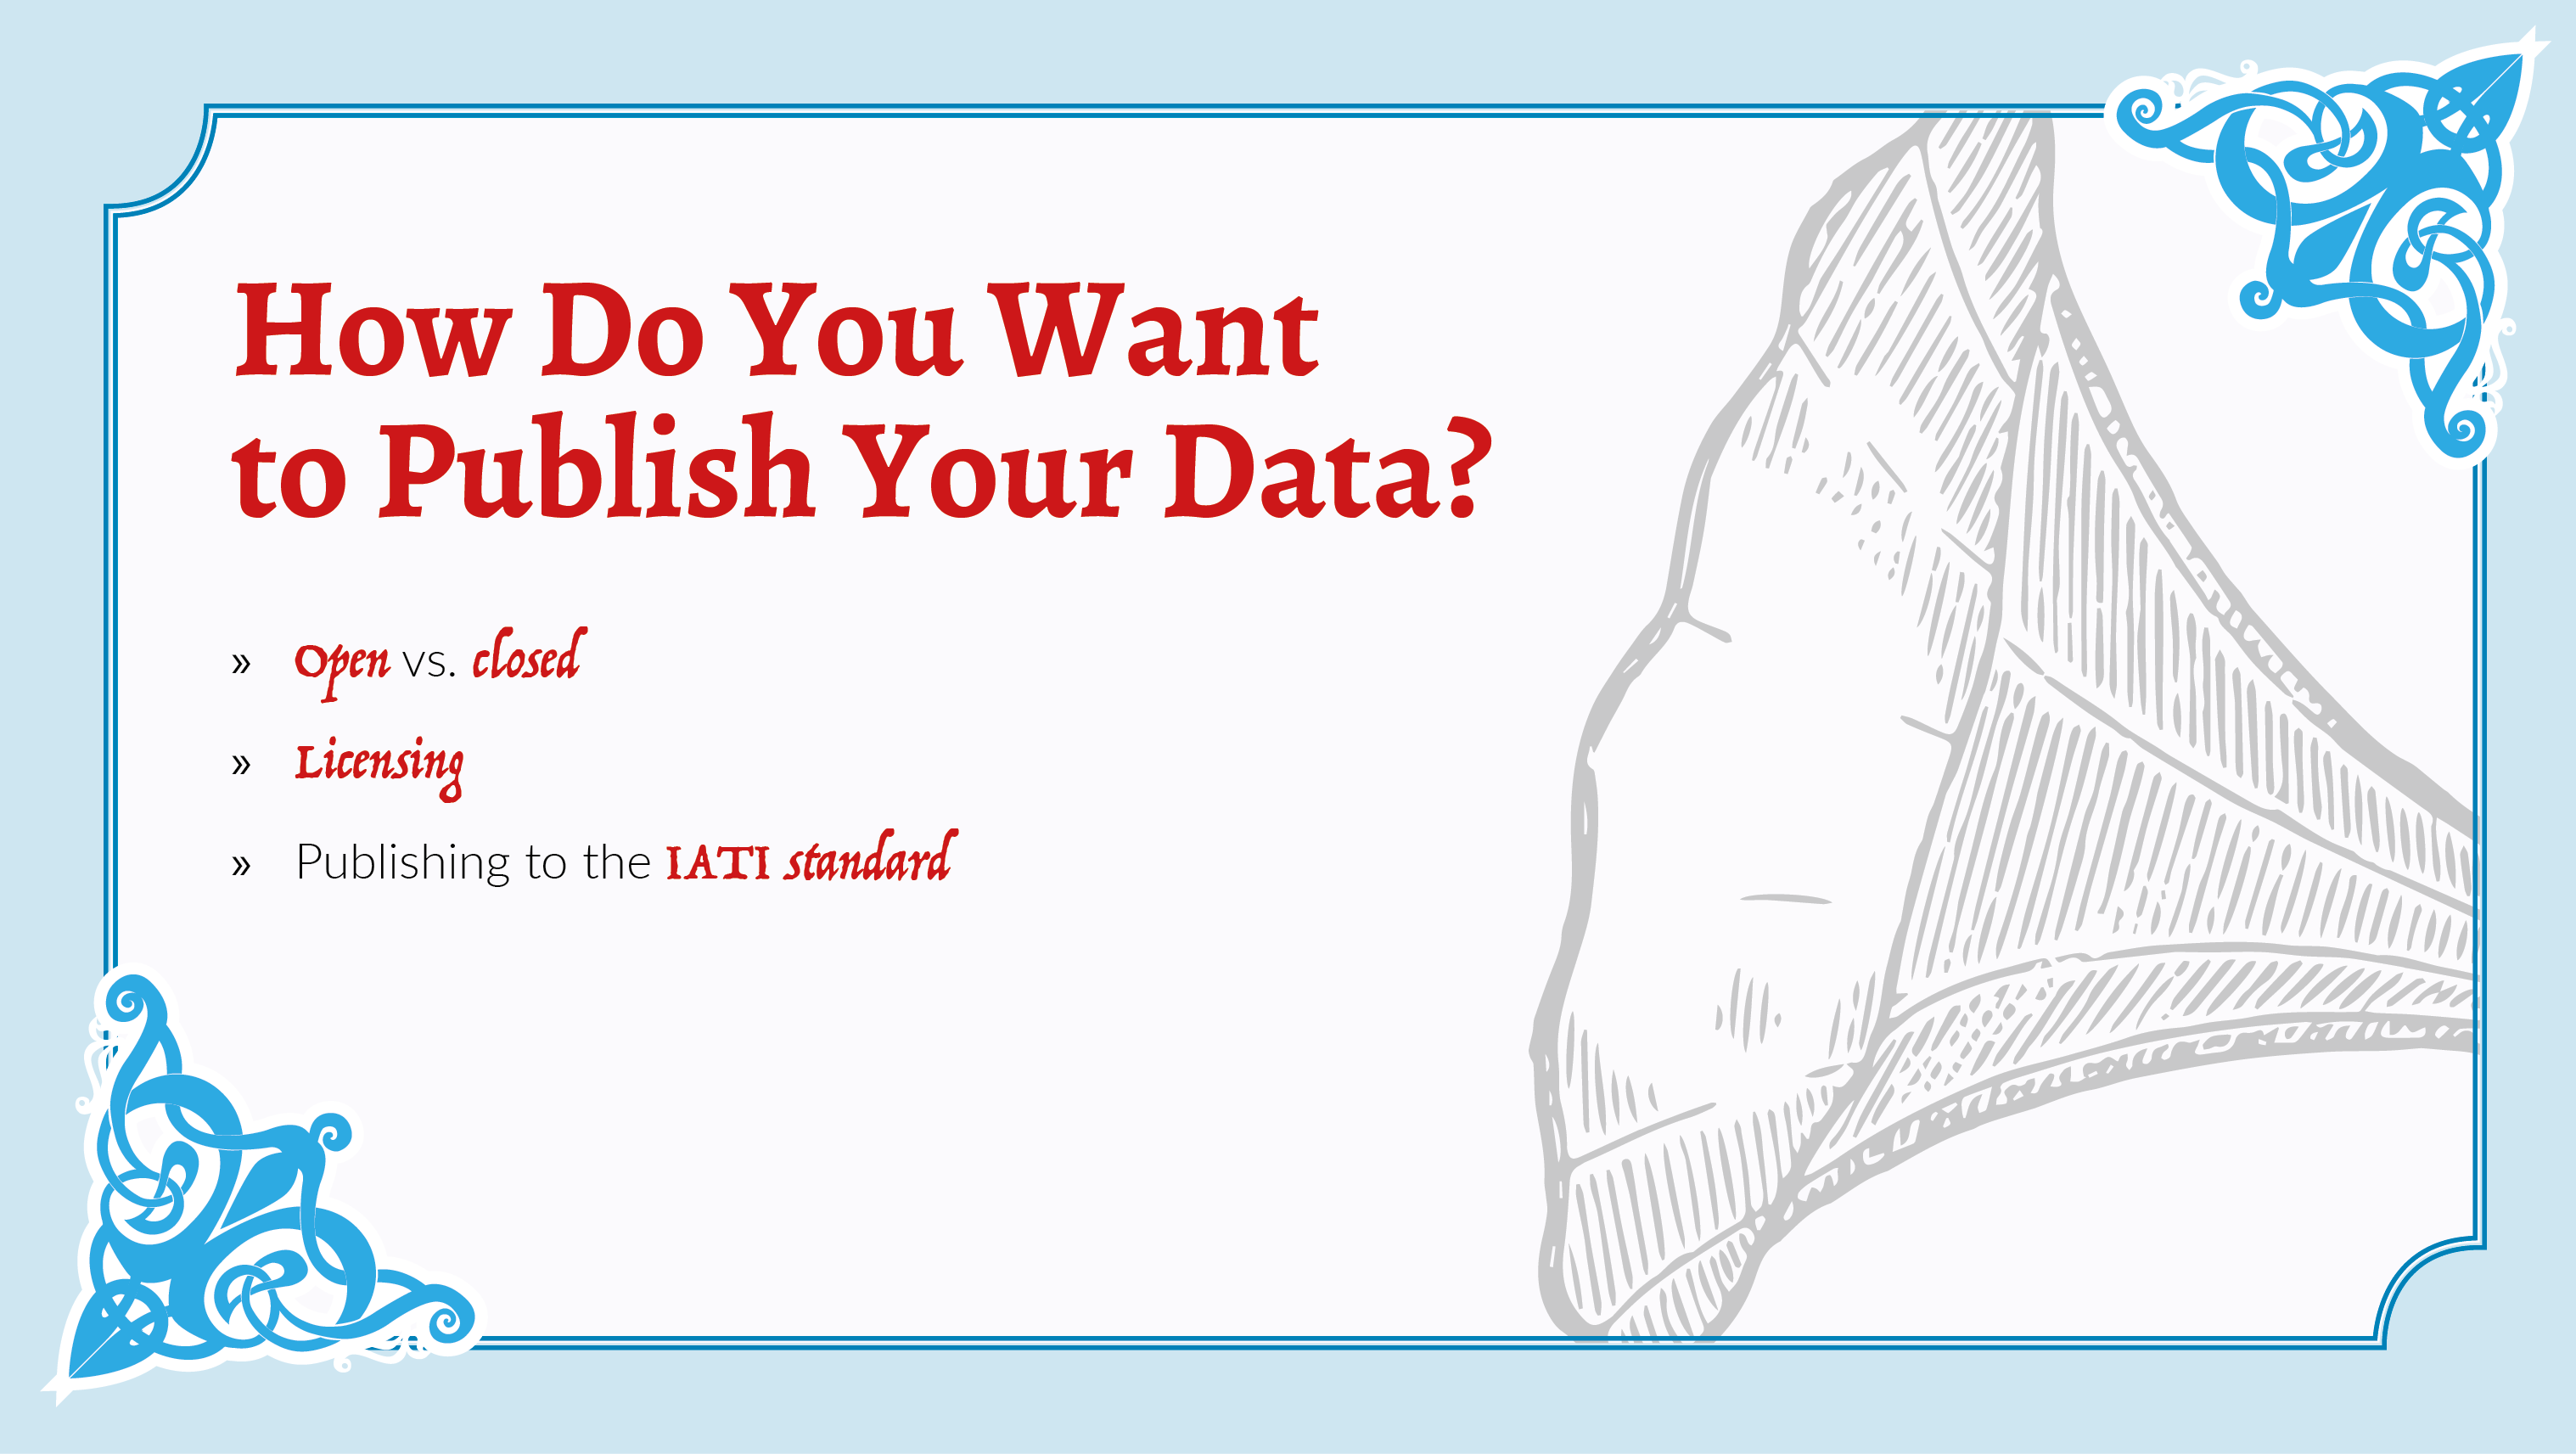 How Do You Want
to Publish Your Data?
» Open vs. closed
» Licensing
» Publishing to the IATI standard